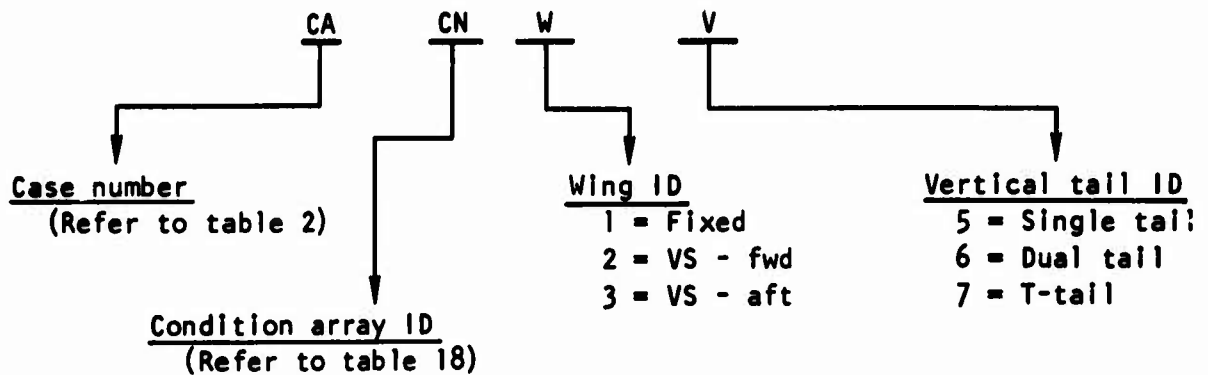 CA CN W V
Case number
(Refer to table 2)
Condition array ID
(Refer to table 18)
Wing ID
1 = Fixed
2 = VS - fwd
3 = VS - aft
Vertical tail ID
5 = Single tail
6 = Dual tail
7 = T-tail